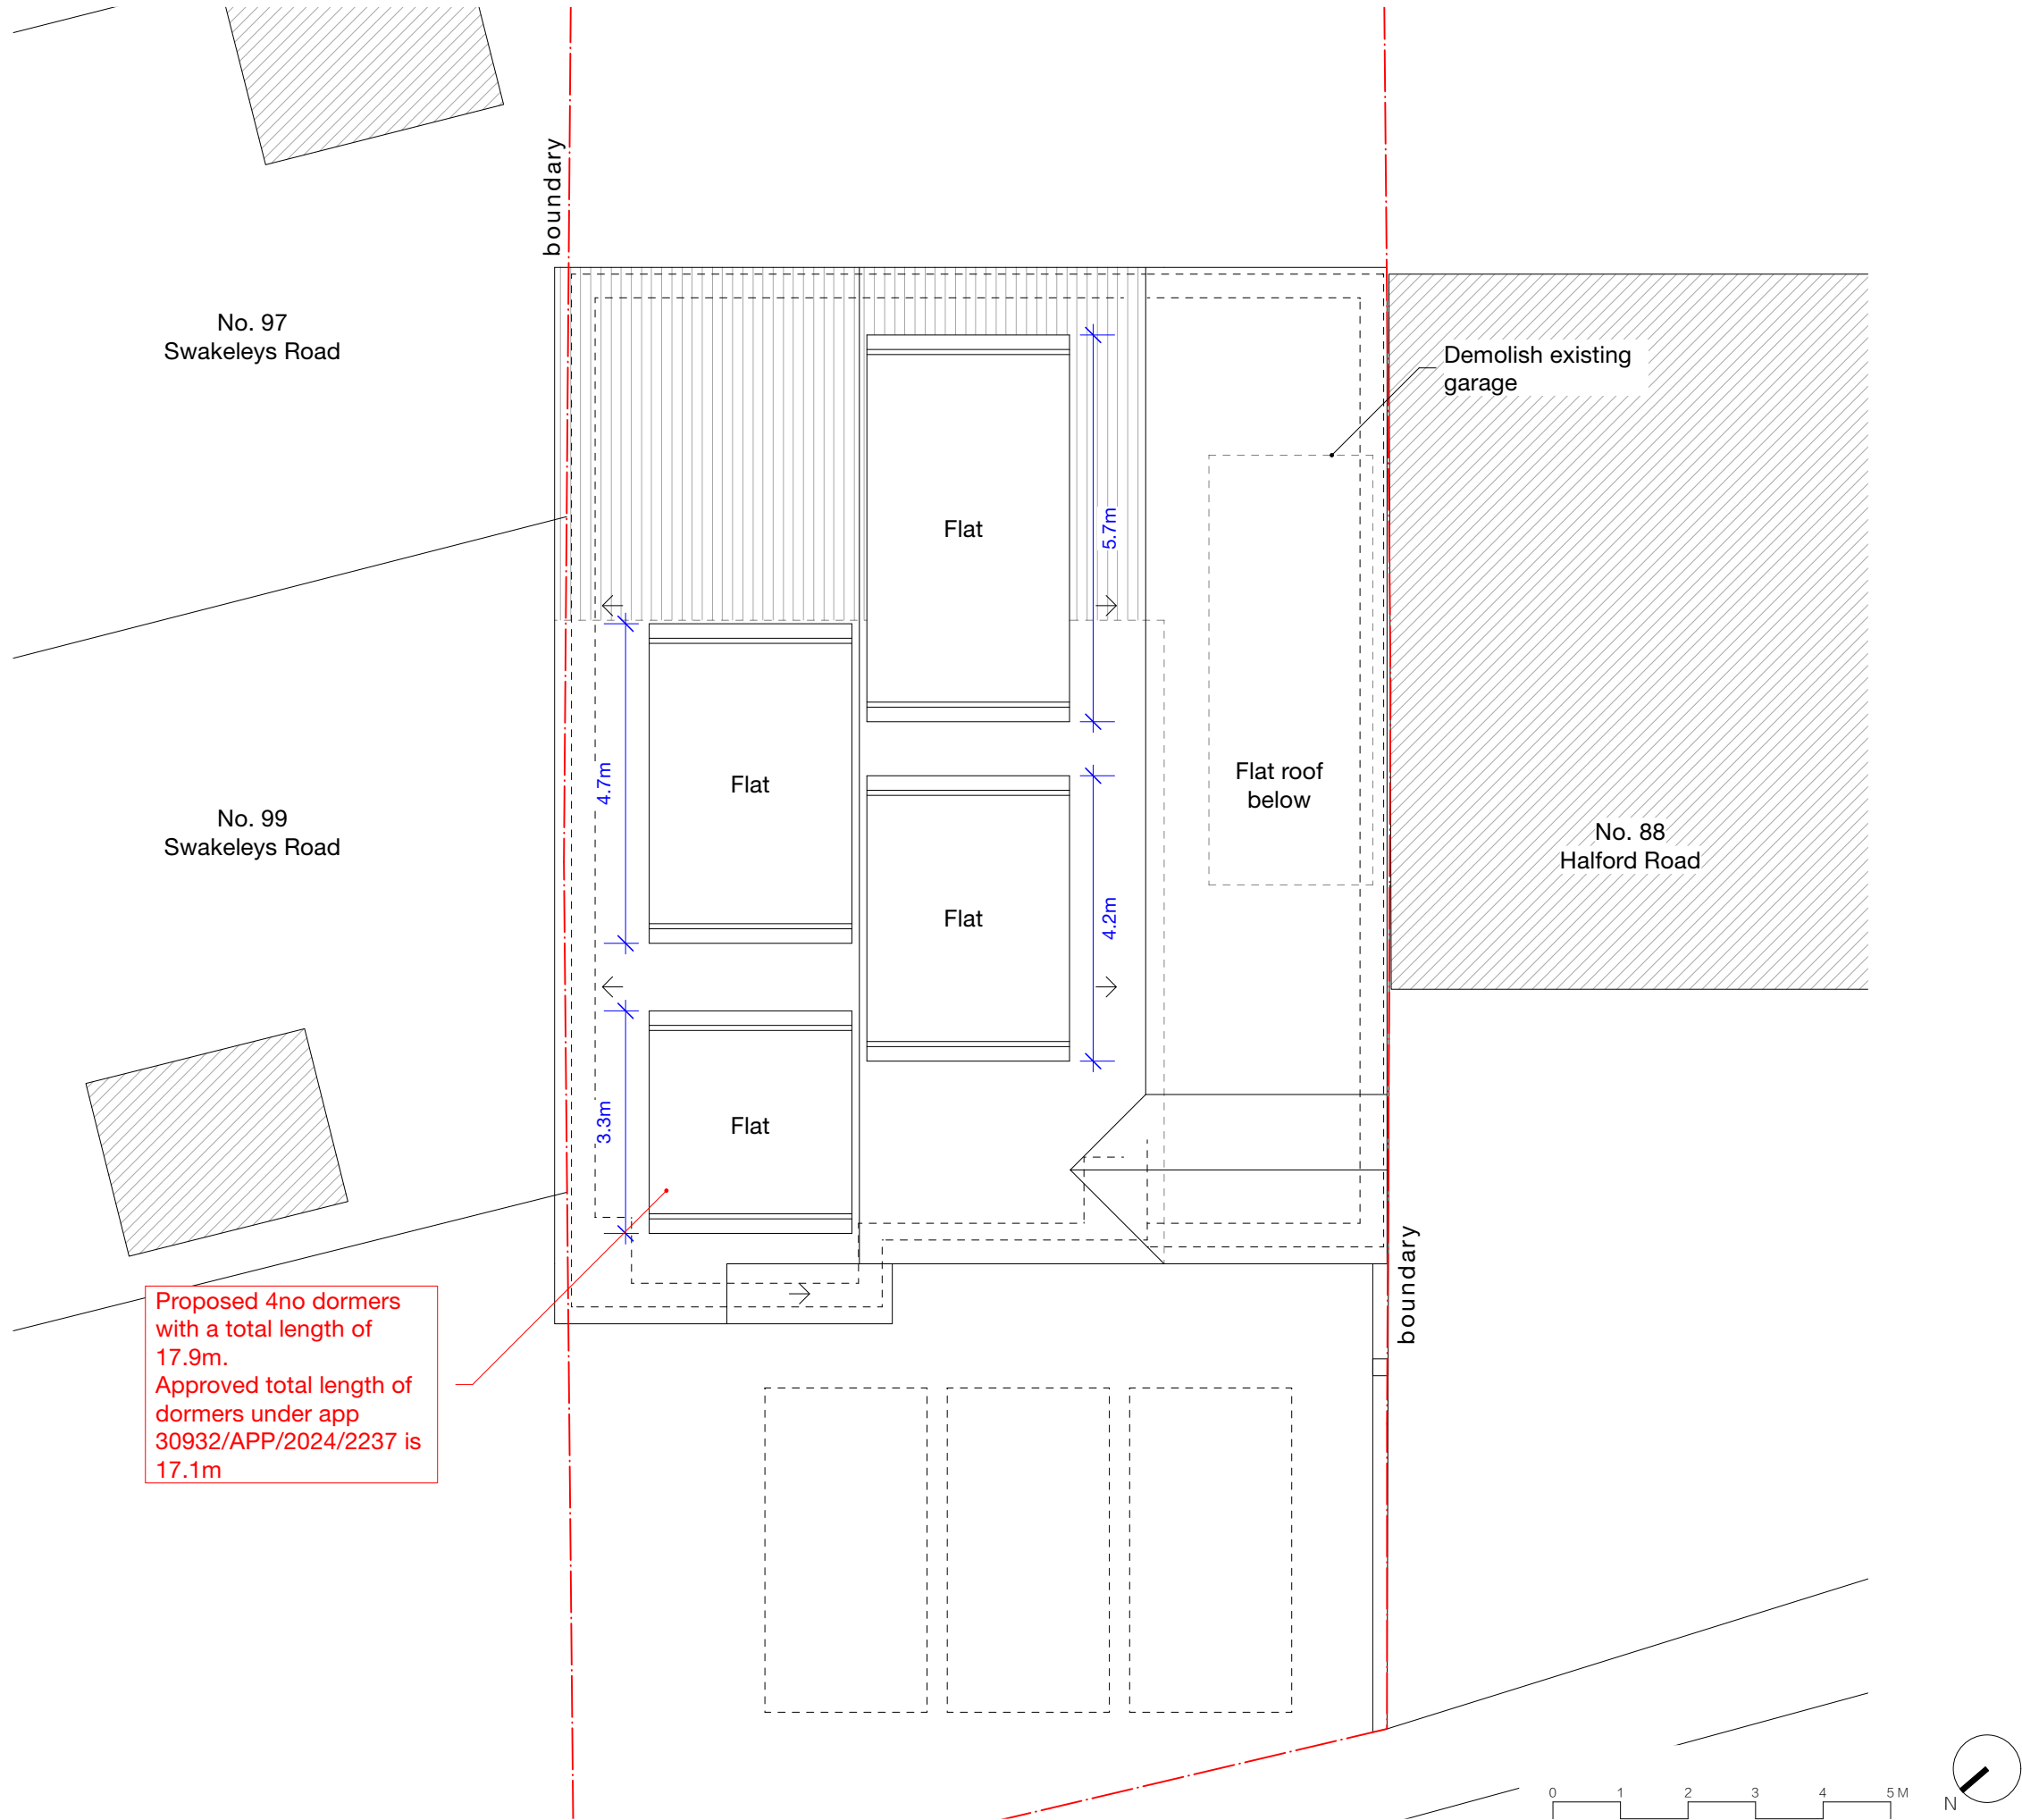 boundary
No. 97
Swakeleys Road
Demolish existing
garage
Flat
5.7m
4.7m
Flat
Flat roof
below
No. 99
Swakeleys Road
No. 88
Halford Road
Flat
4.2m
3.3m
Flat
boundary
Proposed 4no dormers
with a total length of
17.9m.
Approved total length of
dormers under app
30932/APP/2024/2237 is
17.1m
0 1 2 3 4 5 M
N